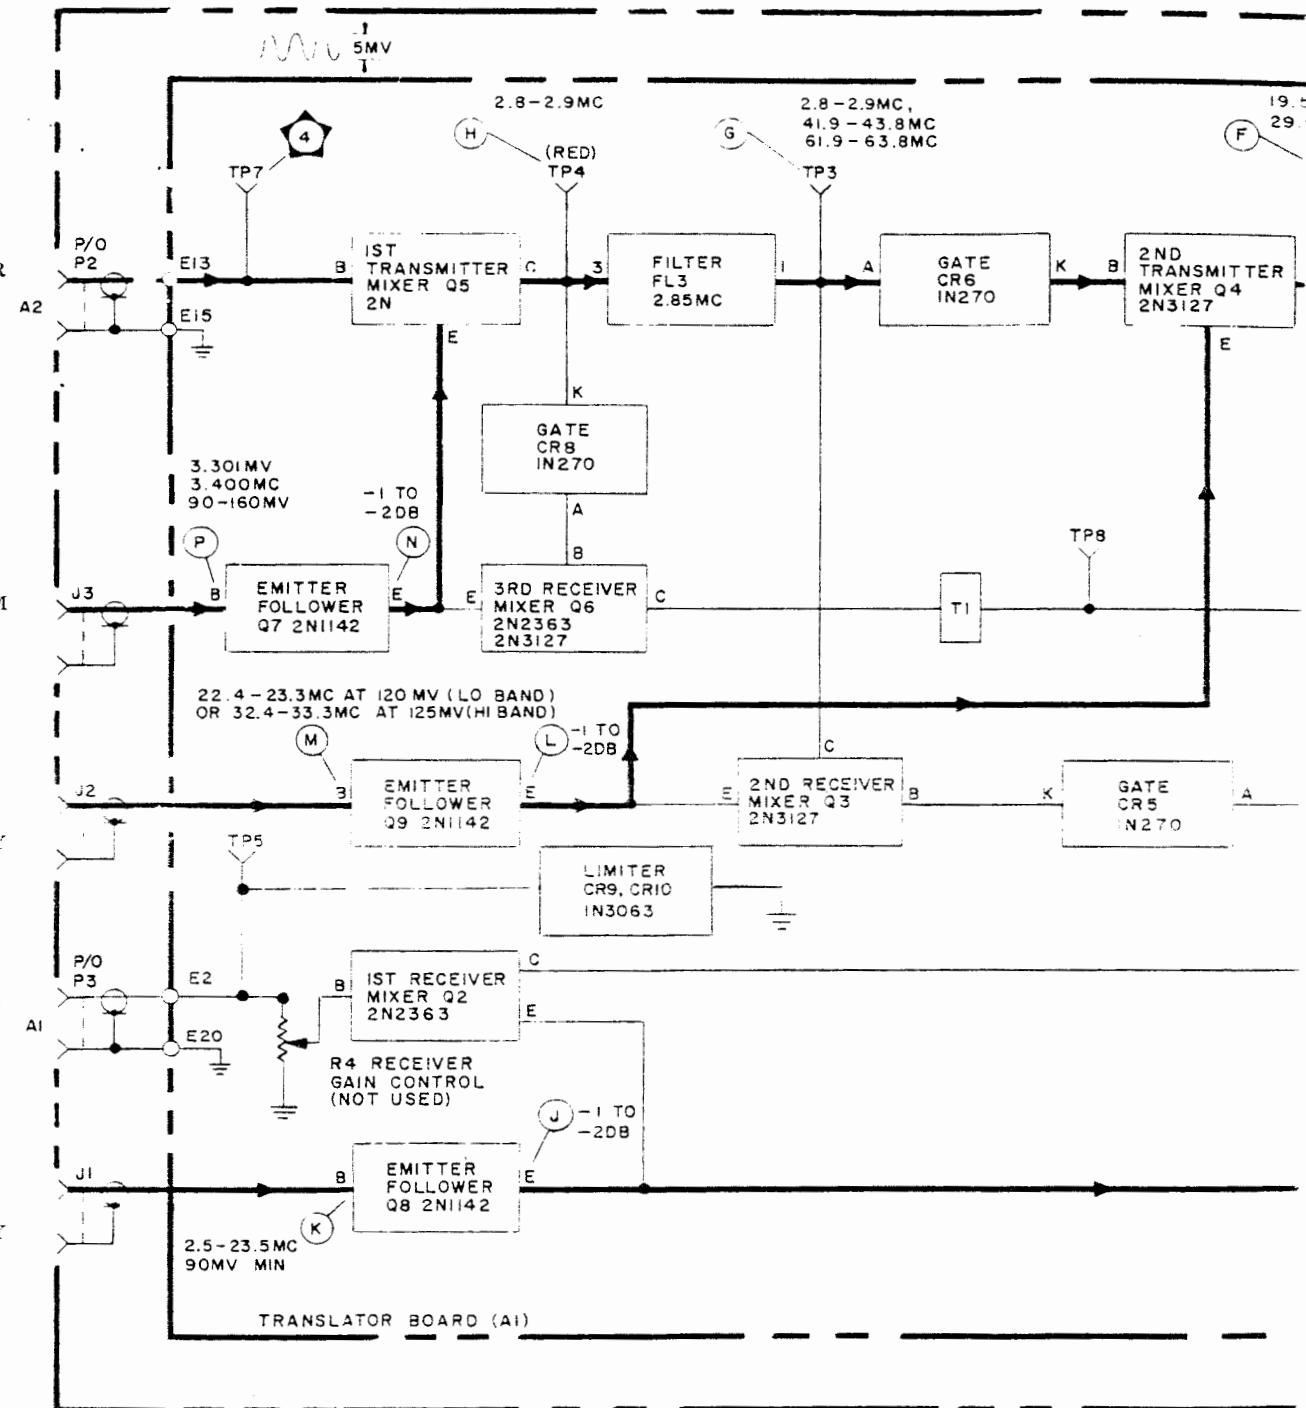 5MV
2.8-2.9MC
2.8-2.9MC,
41.9-43.8MC
61.9-63.8MC
19.5
29.
H
G
F
4
(RED)
TP7
TP4
TP3
R
P/O
P2
A2
E13
E15
B
1ST
TRANSMITTER
MIXER Q5
2N
C
E
3
FILTER
FL3
2.85MC
1
A
GATE
CR6
IN270
K
B
2ND
TRANSMITTER
MIXER Q4
2N3127
E
K
GATE
CR8
IN270
A
3.301MV
3.400MC
90-160MV
-1 TO
-2DB
P
N
TP8
M
J3
B
EMITTER
FOLLOWER
Q7 2N1142
E
E
B
3RD RECEIVER
MIXER Q6
2N2363
2N3127
C
T1
22.4-23.3MC AT 120 MV (LO BAND)
OR 32.4-33.3MC AT 125MV(HI BAND)
M
L
-1 TO
-2DB
J2
B
EMITTER
FOLLOWER
Q9 2N1142
E
C
E
2ND RECEIVER
MIXER Q3
2N3127
B
K
GATE
CR5
IN270
A
Y
TP5
LIMITER
CR9, CR10
IN3063
P/O
P3
A1
E2
E20
B
1ST RECEIVER
MIXER Q2
2N2363
C
E
R4 RECEIVER
GAIN CONTROL
(NOT USED)
J
-1 TO
-2DB
J1
B
EMITTER
FOLLOWER
Q8 2N1142
E
Y
K
2.5-23.5MC
90MV MIN
TRANSLATOR BOARD (A1)